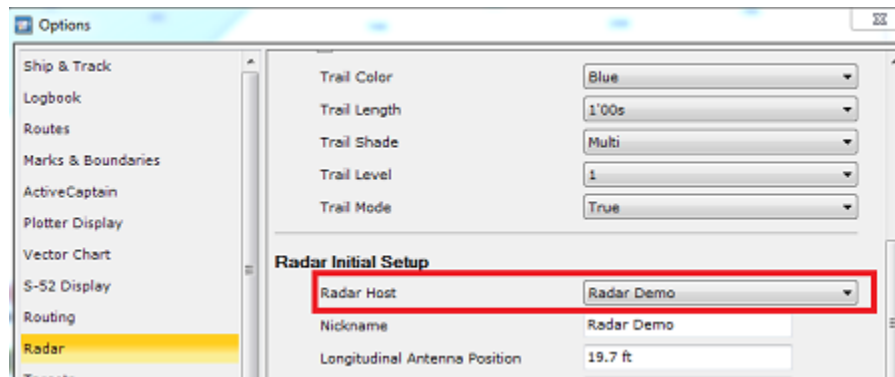 Options
Ship & Track
Logbook
Routes
Marks & Boundaries
ActiveCaptain
Plotter Display
Vector Chart
S-52 Display
Routing
Radar
Trail Color Blue
Trail Length 1'00s
Trail Shade Multi
Trail Level 1
Trail Mode True
Radar Initial Setup
Radar Host Radar Demo
Nickname Radar Demo
Longitudinal Antenna Position 19.7 ft